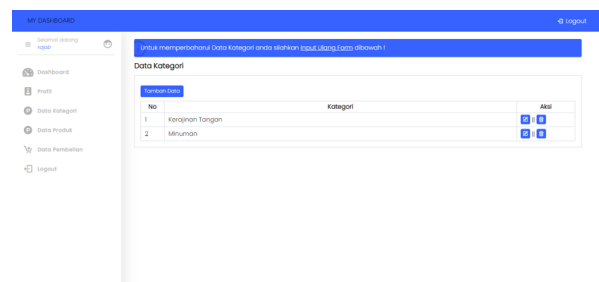 MY DASHBOARD
Logout
Selamat datang
rajab
Dashboard
Profil
Data Kategori
Data Produk
Data Pembelian
Logout
Untuk memperbaharui Data Kategori anda silahkan Input Ulang Form dibawah !
Data Kategori
Tambah Data
No Kategori Aksi
1 Kerajinan Tangan ||
2 Minuman ||